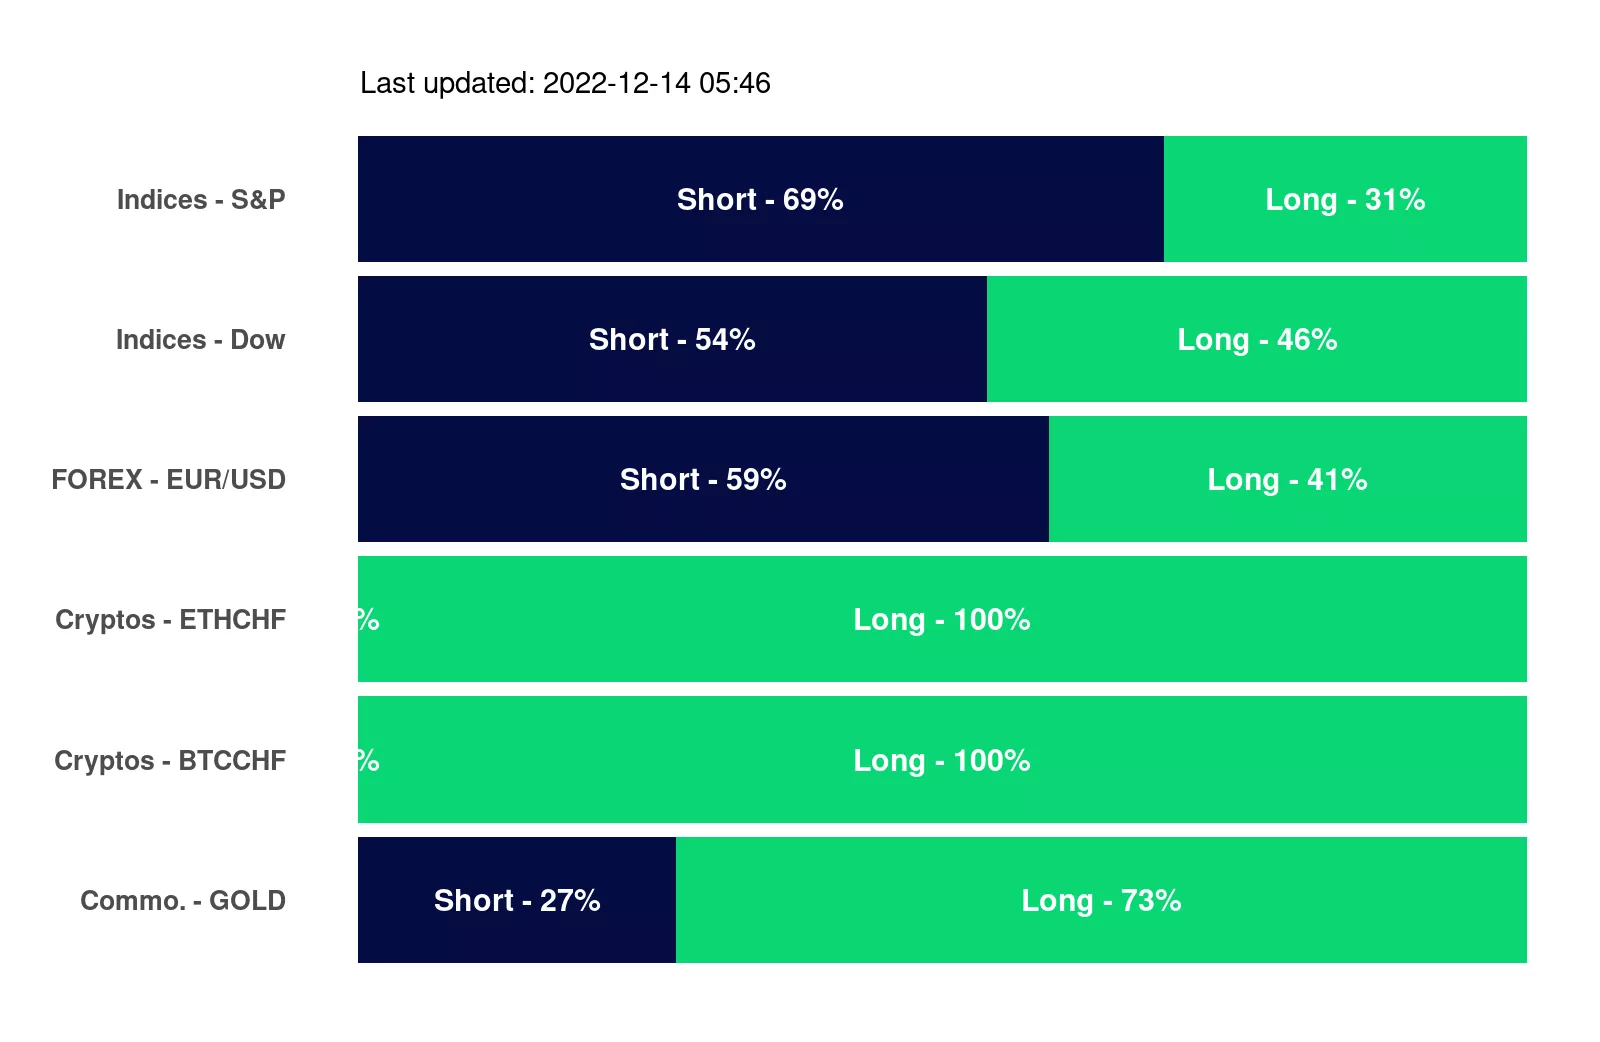 Last updated: 2022-12-14 05:46
Indices - S&P Short - 69% Long - 31%
Indices - Dow Short - 54% Long - 46%
FOREX - EUR/USD Short - 59% Long - 41%
Cryptos - ETHCHF % Long - 100%
Cryptos - BTCCHF % Long - 100%
Commo. - GOLD Short - 27% Long - 73%